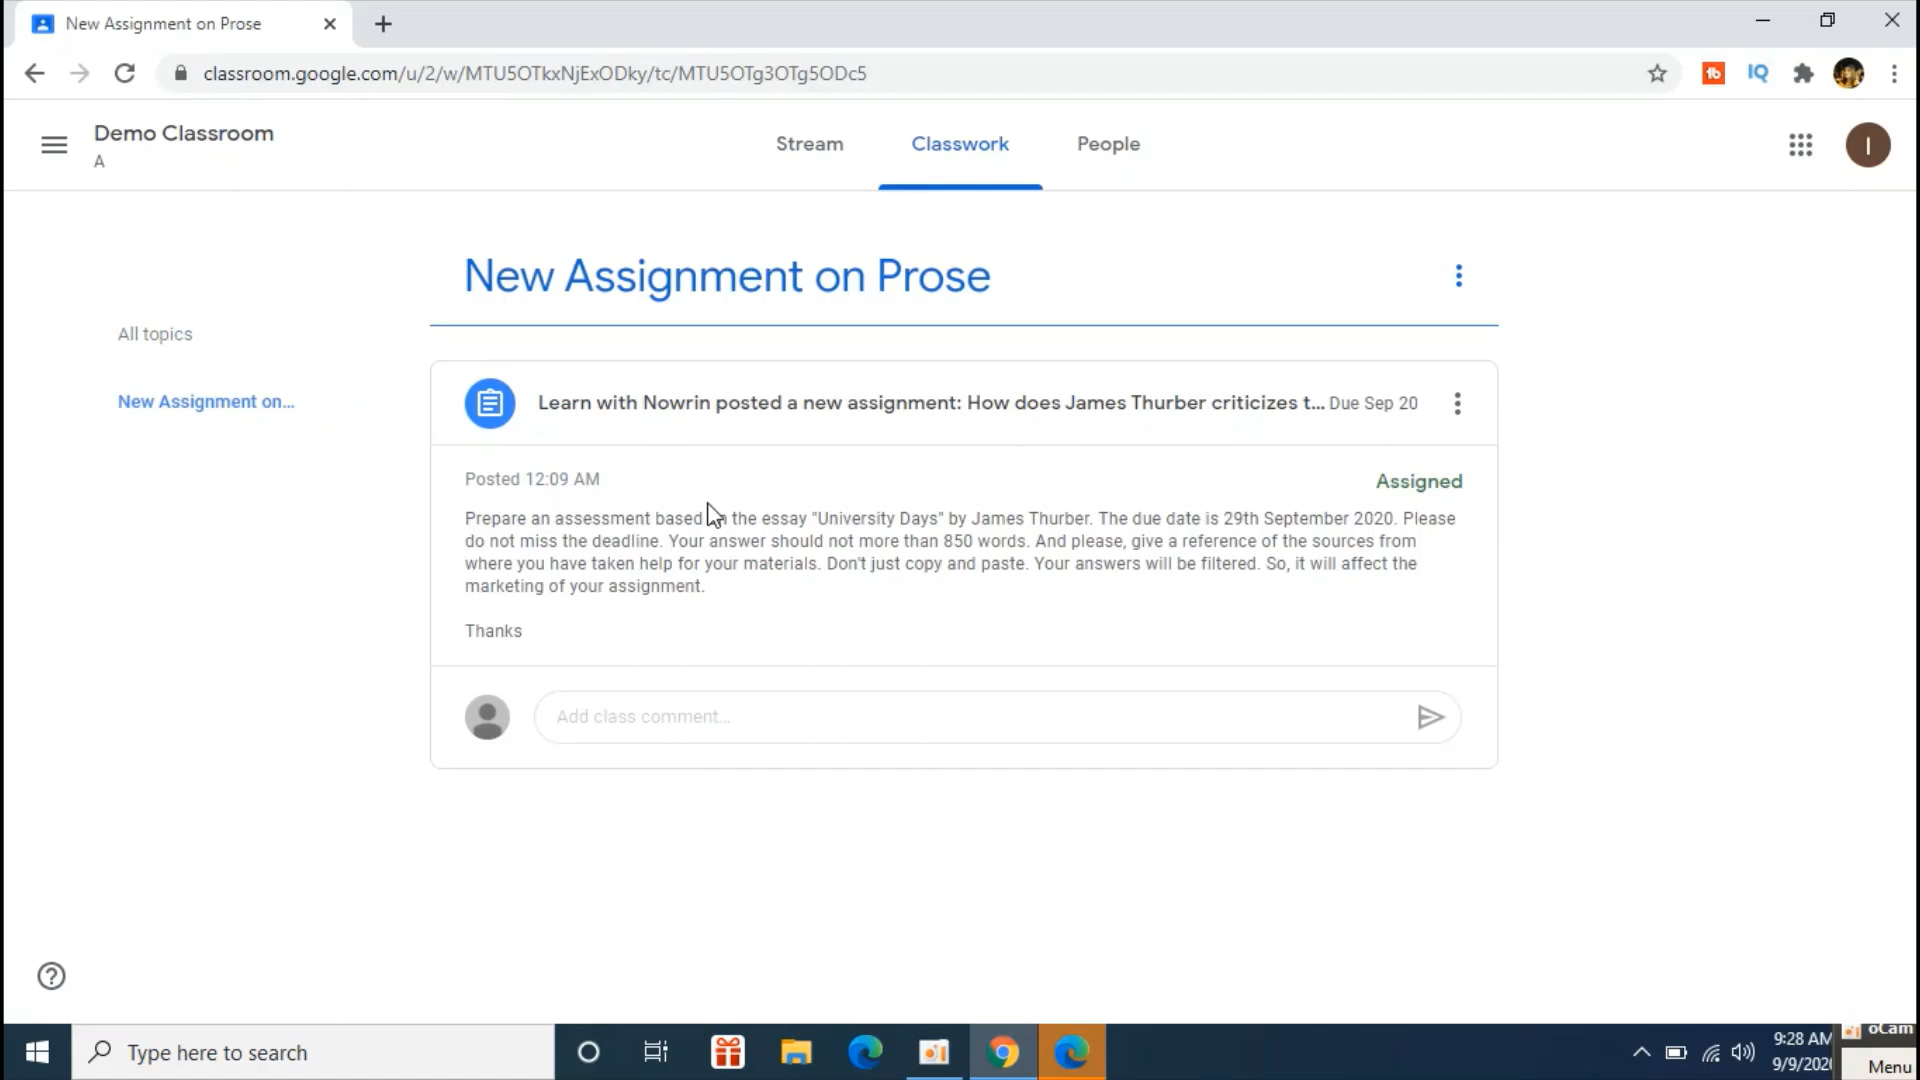 New Assignment on Prose
classroom.google.com/u/2/w/MTU5OTkxNjExODky/tc/MTU5OTg3OTg5ODc5
IQ
Demo Classroom
A
Stream
Classwork
People
I
New Assignment on Prose
All topics
New Assignment on...
Learn with Nowrin posted a new assignment: How does James Thurber criticizes t... Due Sep 20
Posted 12:09 AM
Assigned
Prepare an assessment based the essay "University Days" by James Thurber. The due date is 29th September 2020. Please
do not miss the deadline. Your answer should not more than 850 words. And please, give a reference of the sources from
where you have taken help for your materials. Don't just copy and paste. Your answers will be filtered. So, it will affect the
marketing of your assignment.
Thanks
Add class comment...
Type here to search
9:28 AM
9/9/202
oCam
Menu